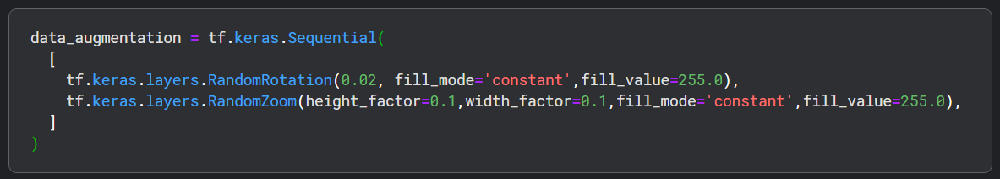 data_augmentation = tf.keras.Sequential(
  [
    tf.keras.layers.RandomRotation(0.02, fill_mode='constant',fill_value=255.0),
    tf.keras.layers.RandomZoom(height_factor=0.1,width_factor=0.1,fill_mode='constant',fill_value=255.0),
  ]
)